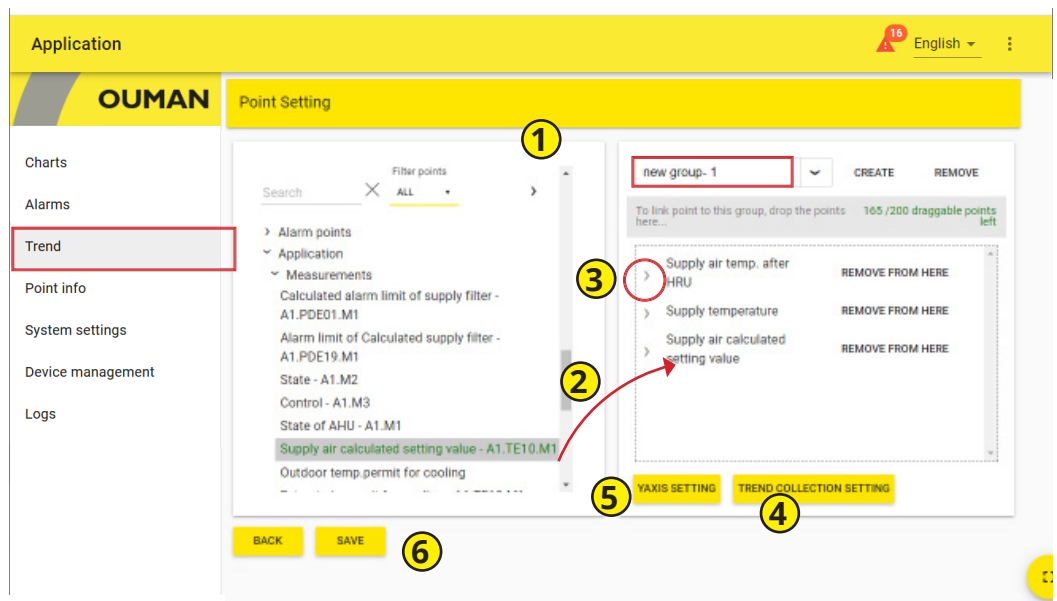 Application
16
English
OUMAN
Charts
Alarms
Trend
Point info
System settings
Device management
Logs
Point Setting
1
Search
Filter points
ALL
Alarm points
Application
Measurements
Calculated alarm limit of supply filter -
A1.PDE01.M1
Alarm limit of Calculated supply filter -
A1.PDE19.M1
State - A1.M2
Control - A1.M3
State of AHU - A1.M1
Supply air calculated setting value - A1.TE10.M1
Outdoor temp.permit for cooling
2
new group- 1
CREATE
REMOVE
To link point to this group, drop the points
here...
165 /200 draggable points
left
3
Supply air temp. after
HRU
REMOVE FROM HERE
Supply temperature
REMOVE FROM HERE
Supply air calculated
setting value
REMOVE FROM HERE
5
YAXIS SETTING
TREND COLLECTION SETTING
4
BACK
SAVE
6